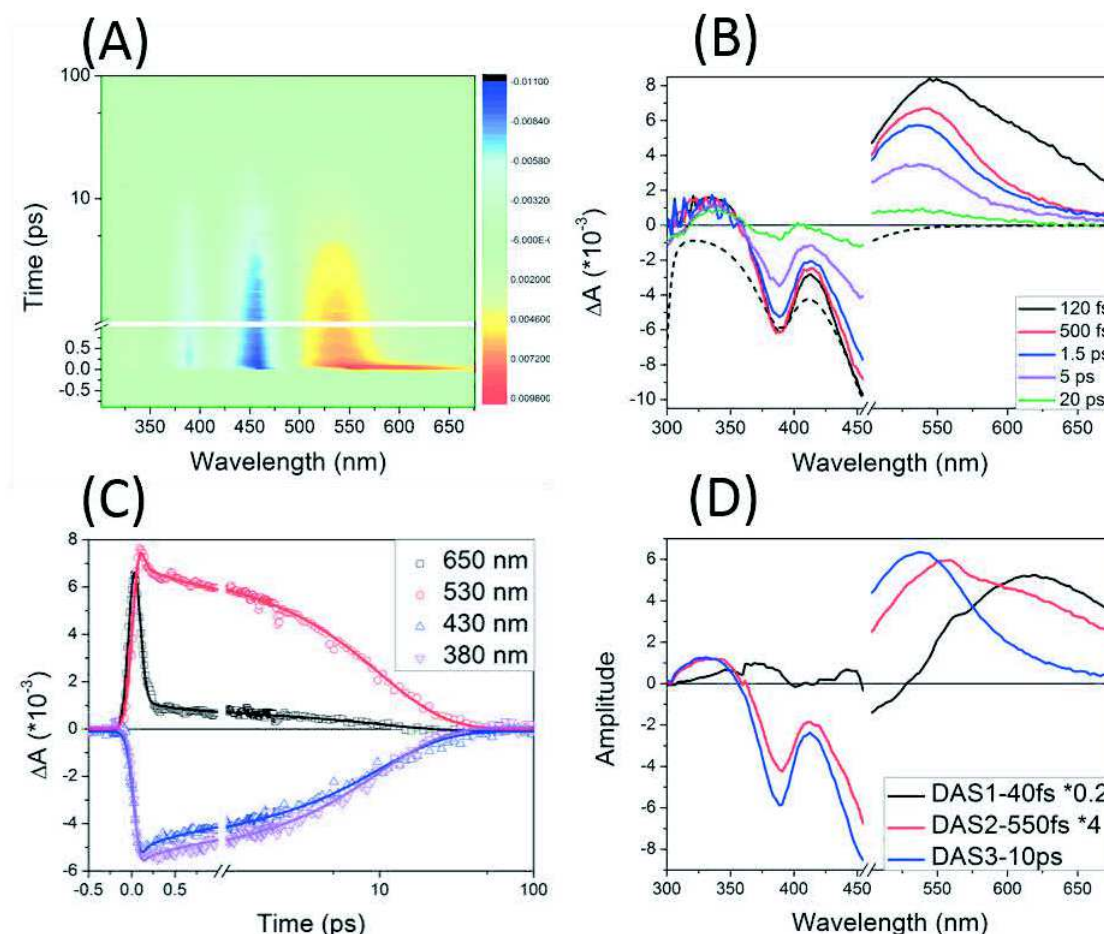 (A)
100
10
0.5
0.0
-0.5
Time (ps)
350 400 450 500 550 600 650
Wavelength (nm)
-0.01100
-0.00840
-0.00580
-0.00320
-6.000E-4
0.002000
0.004600
0.007200
0.009800
(B)
8
6
4
2
0
-2
-4
-6
-8
-10
ΔA (*10-3)
300 350 400 450 550 600 650
Wavelength (nm)
120 fs
500 fs
1.5 ps
5 ps
20 ps
(C)
8
6
4
2
0
-2
-4
-6
ΔA (*10-3)
-0.5 0.0 0.5 10 100
Time (ps)
650 nm
530 nm
430 nm
380 nm
(D)
6
4
2
0
-2
-4
-6
-8
Amplitude
300 350 400 450 550 600 650
Wavelength (nm)
DAS1-40fs *0.2
DAS2-550fs *4
DAS3-10ps